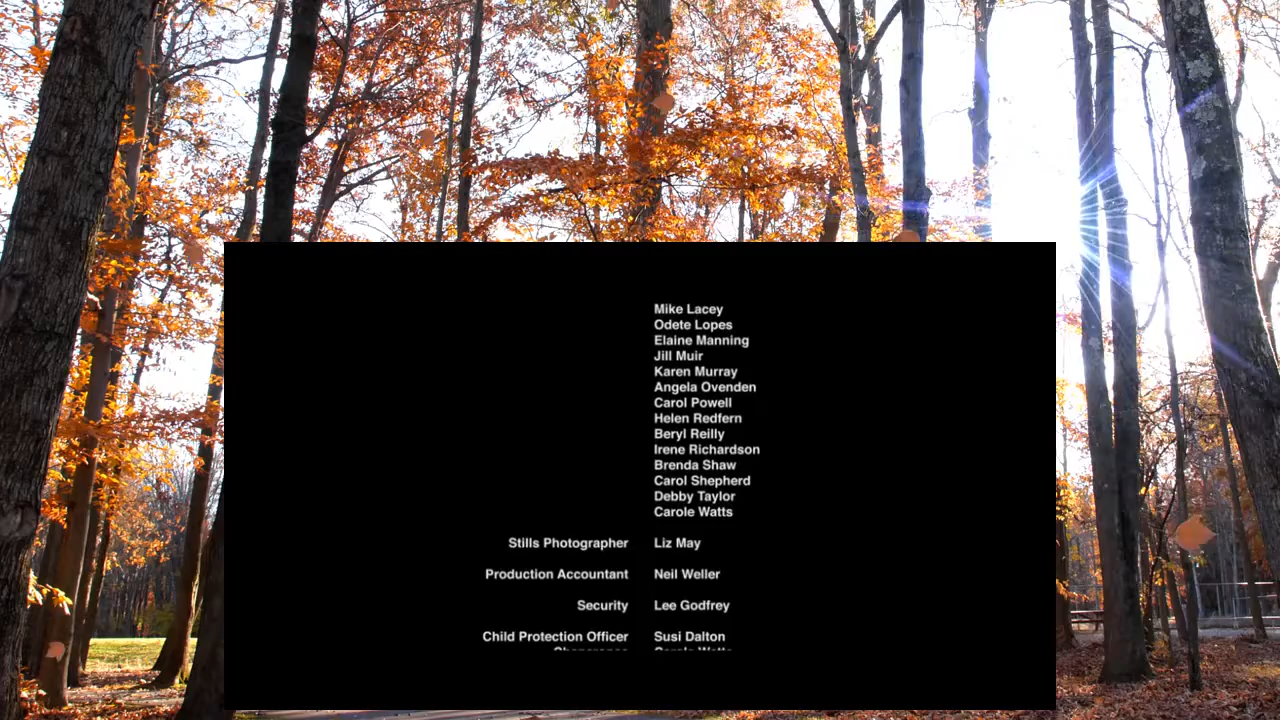 Mike Lacey
Odete Lopes
Elaine Manning
Jill Muir
Karen Murray
Angela Ovenden
Carol Powell
Helen Redfern
Beryl Reilly
Irene Richardson
Brenda Shaw
Carol Shepherd
Debby Taylor
Carole Watts
Stills Photographer Liz May
Production Accountant Neil Weller
Security Lee Godfrey
Child Protection Officer Susi Dalton